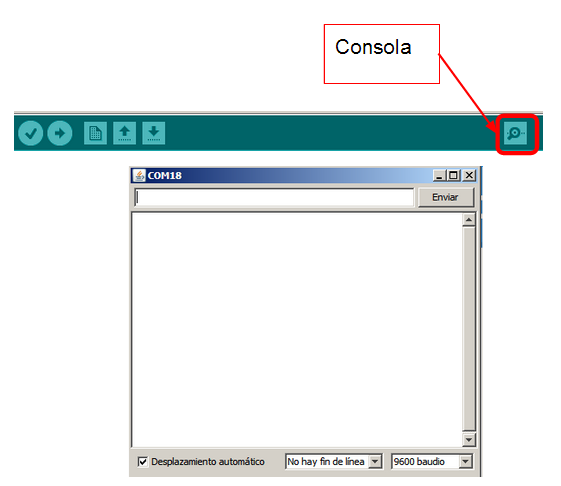 Consola
COM18
Enviar
Desplazamiento automático
No hay fin de línea
9600 baudio